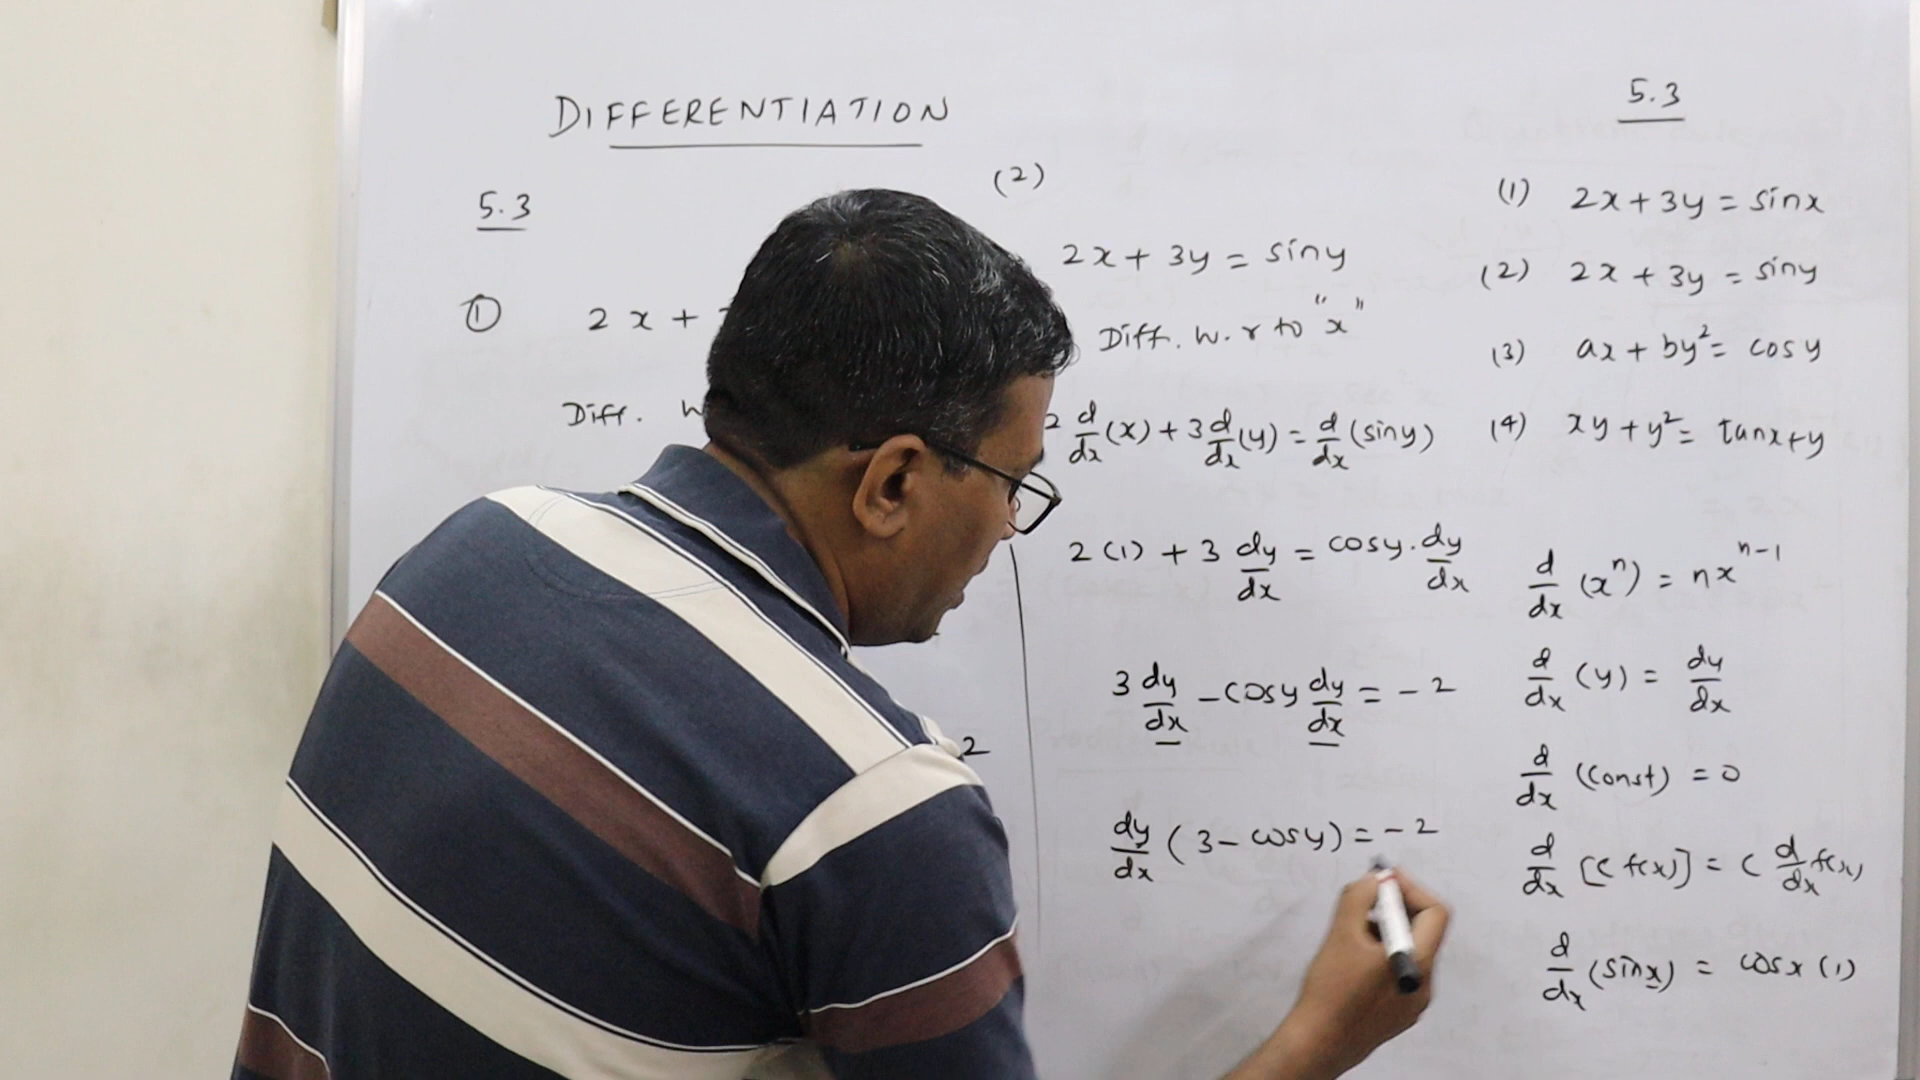 DIFFERENTIATION
5.3
① 2x +
Diff.
2
(2)
2x + 3y = siny
Diff. w.r to "x"
2 d/dx (x) + 3 d/dx (y) = d/dx (siny)
2(1) + 3 dy/dx = cosy . dy/dx
3 dy/dx - cosy dy/dx = - 2
dy/dx ( 3 - cosy) = - 2
5.3
(1) 2x + 3y = sinx
(2) 2x + 3y = siny
(3) ax + by² = cosy
(4) xy + y² = tanx + y
d/dx (xⁿ) = nxⁿ⁻¹
d/dx (y) = dy/dx
d/dx (const) = 0
d/dx [c f(x)] = c d/dx f(x)
d/dx (sinx) = cosx (1)